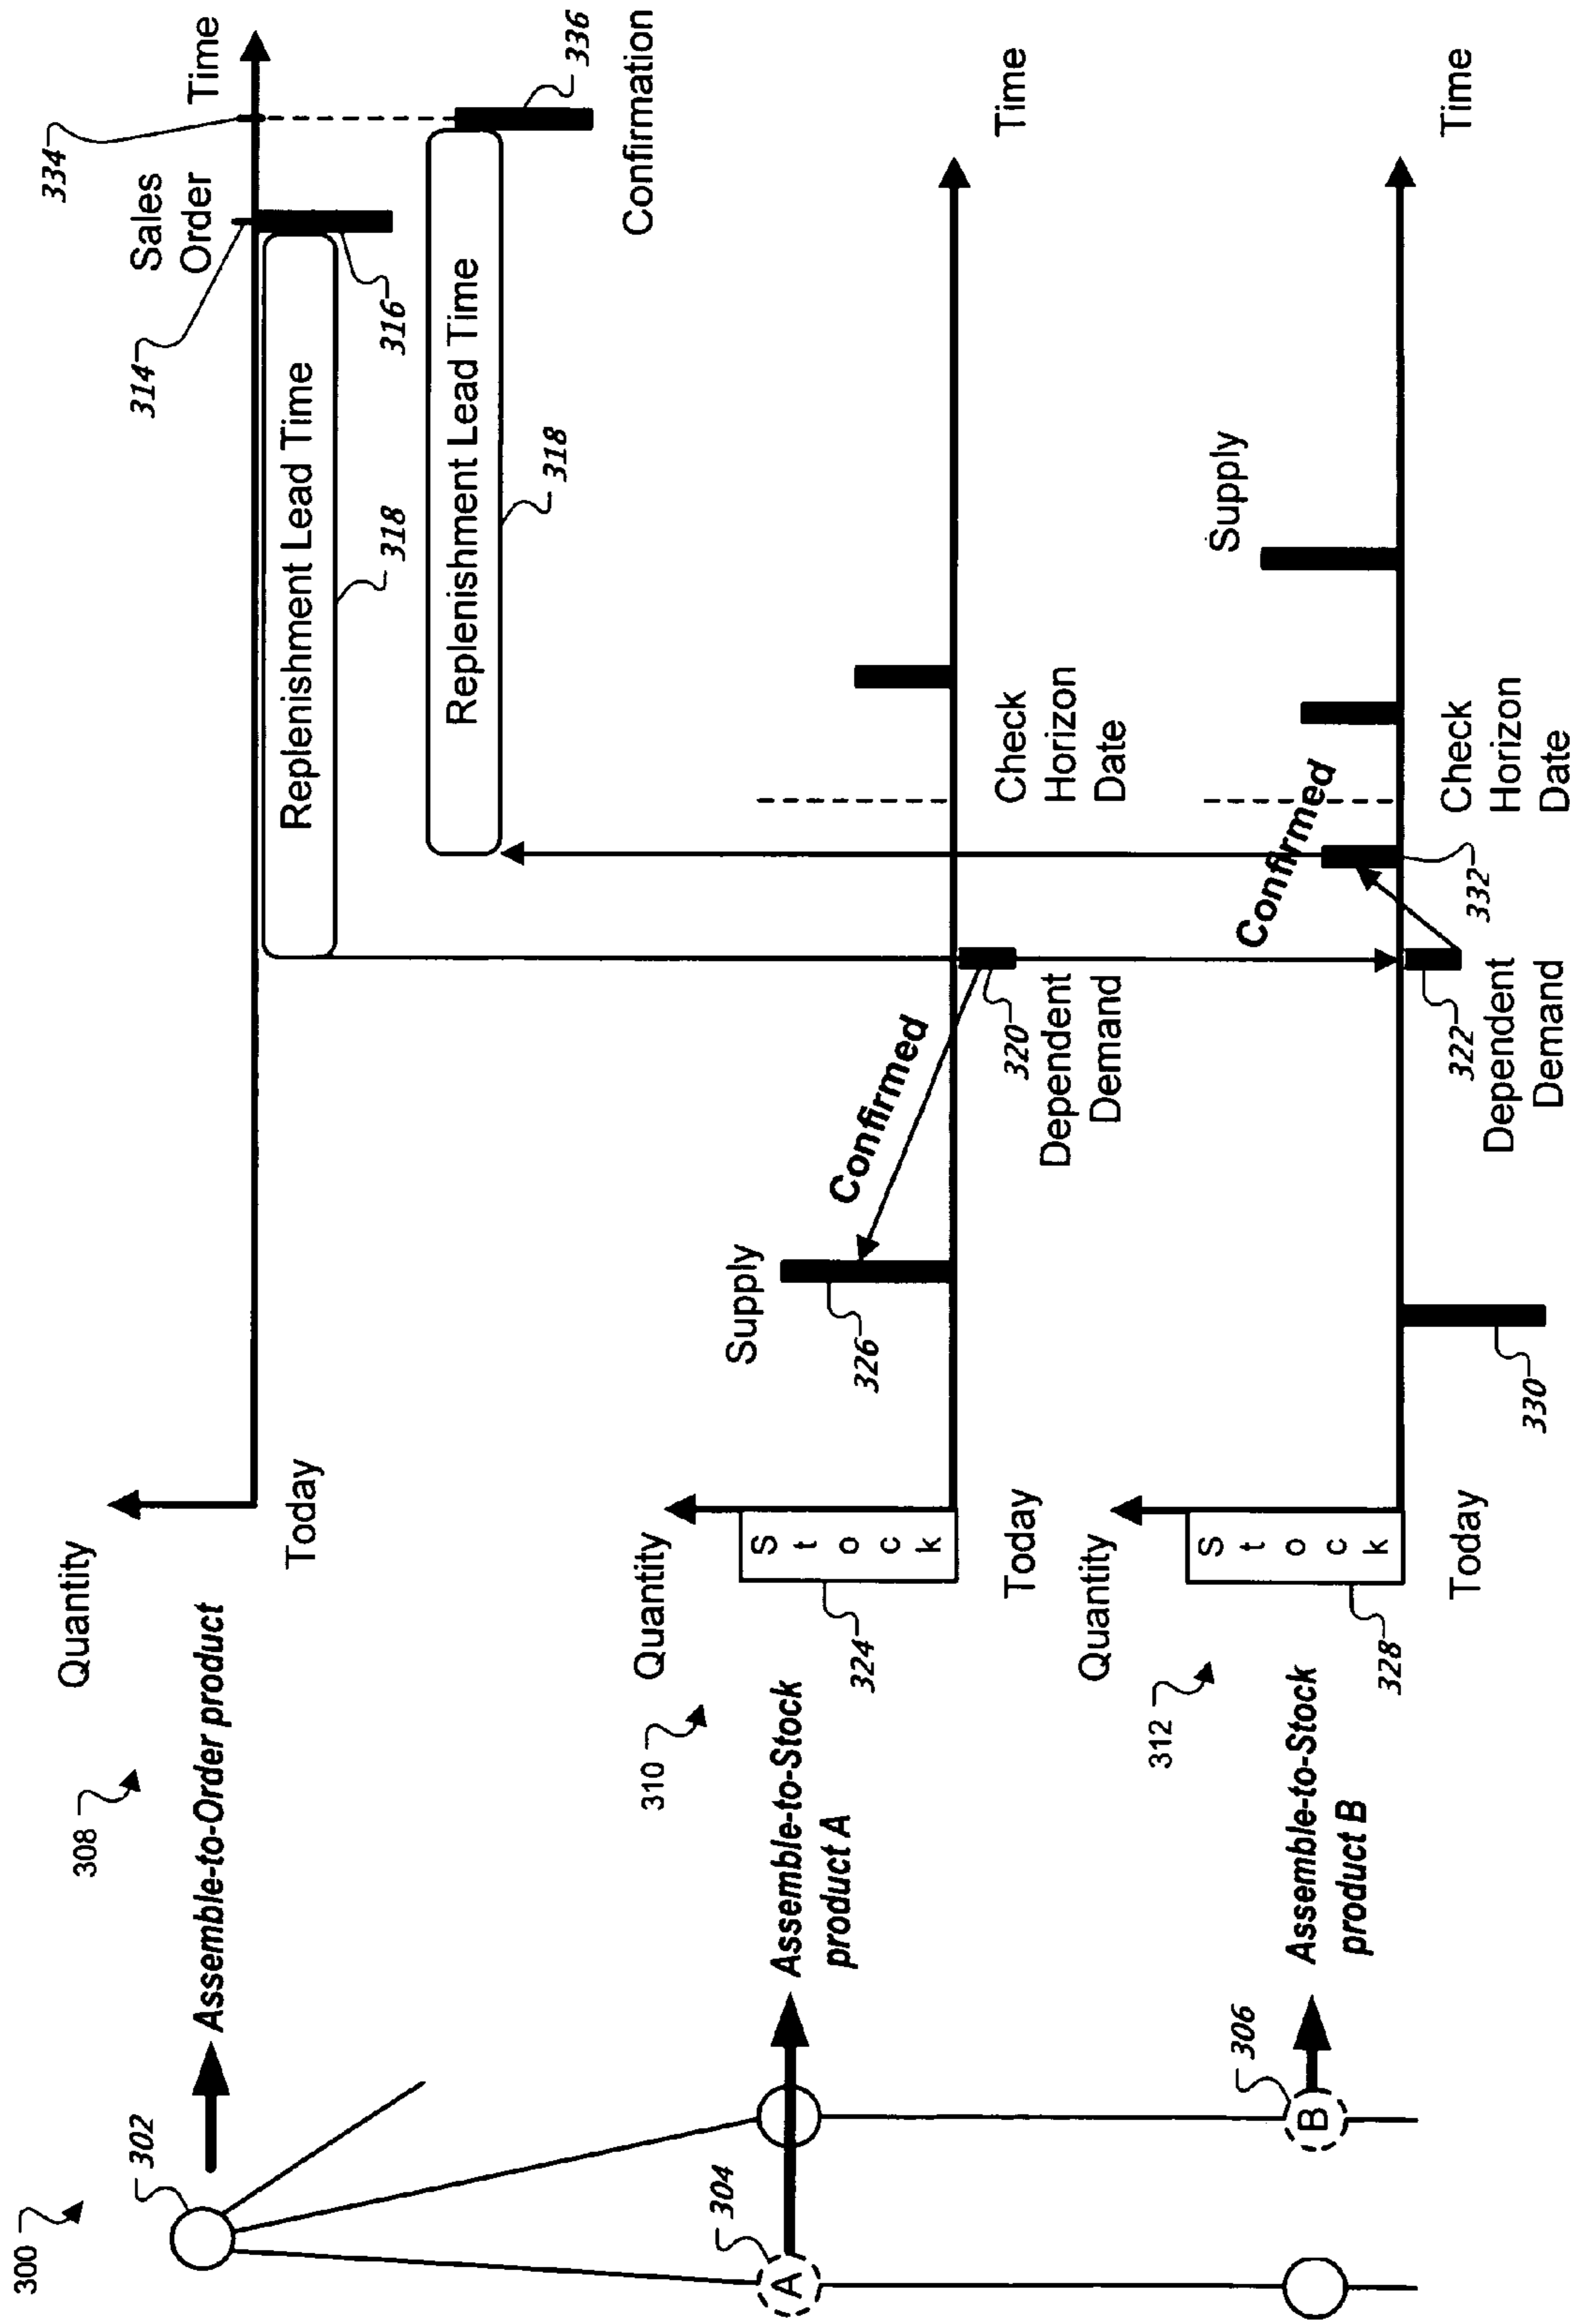 300
302
308
Assemble-to-Order product
Quantity
Today
314
Sales
Order
334
Time
Replenishment Lead Time
318
316
Replenishment Lead Time
318
336
Confirmation
304
A
310
Assemble-to-Stock
product A
Quantity
Stock
324
Today
Supply
326
Confirmed
320
Dependent
Demand
Check
Horizon
Date
Time
306
B
312
Assemble-to-Stock
product B
Quantity
Stock
328
Today
330
Confirmed
322
Dependent
Demand
332
Check
Horizon
Date
Supply
Time